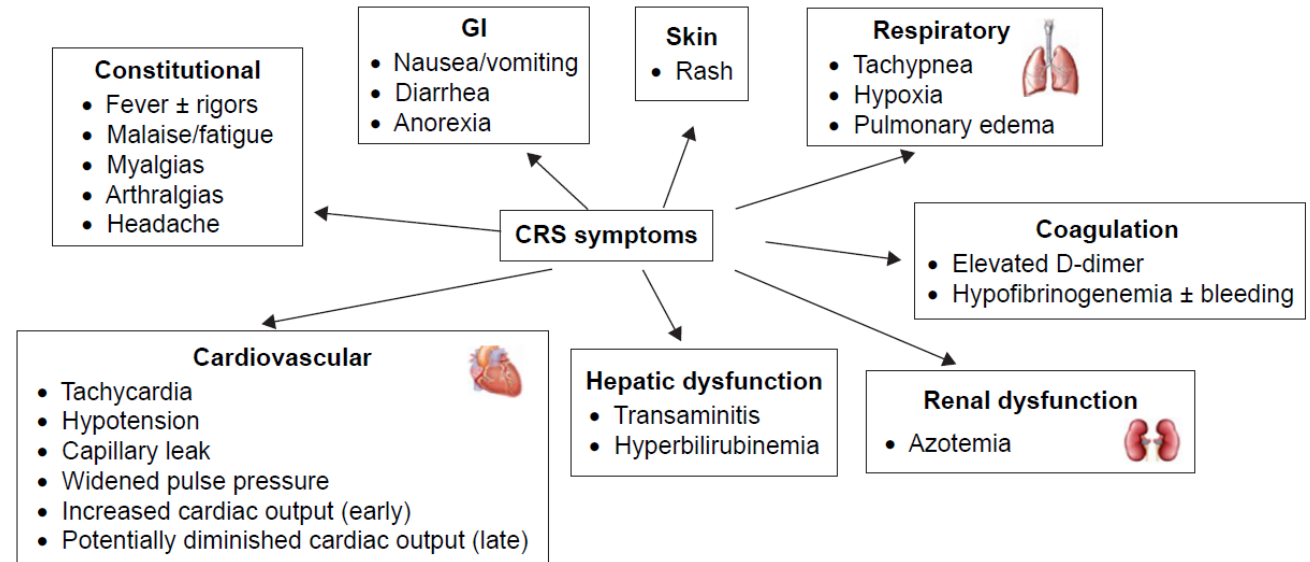 GI
• Nausea/vomiting
• Diarrhea
• Anorexia
Skin
• Rash
Respiratory
• Tachypnea
• Hypoxia
• Pulmonary edema
Constitutional
• Fever ± rigors
• Malaise/fatigue
• Myalgias
• Arthralgias
• Headache
CRS symptoms
Coagulation
• Elevated D-dimer
• Hypofibrinogenemia ± bleeding
Cardiovascular
• Tachycardia
• Hypotension
• Capillary leak
• Widened pulse pressure
• Increased cardiac output (early)
• Potentially diminished cardiac output (late)
Hepatic dysfunction
• Transaminitis
• Hyperbilirubinemia
Renal dysfunction
• Azotemia